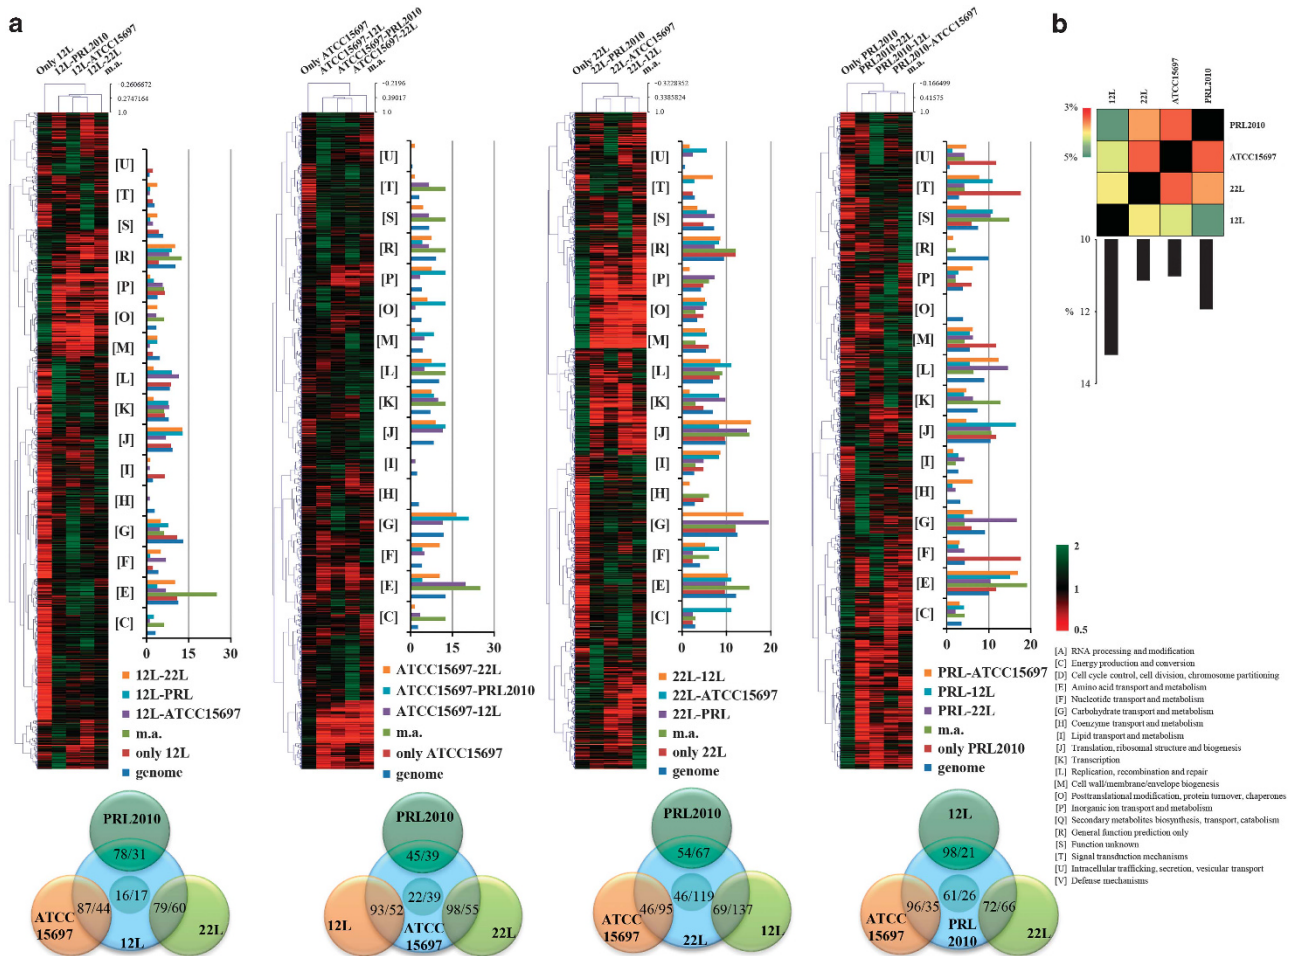 a
b
Only 12L
12L-PRL2010
12L-ATCC15697
12L-22L
m.a.
-0.2606672
0.2747164
1.0
[U]
[T]
[S]
[R]
[P]
[O]
[M]
[L]
[K]
[J]
[I]
[H]
[G]
[F]
[E]
[C]
0 15 30
12L-22L
12L-PRL
12L-ATCC15697
m.a.
only 12L
genome
Only ATCC15697
ATCC15697-12L
ATCC15697-PRL2010
ATCC15697-22L
m.a.
-0.2196
0.39017
1.0
[U]
[T]
[S]
[R]
[P]
[O]
[M]
[L]
[K]
[J]
[I]
[H]
[G]
[F]
[E]
[C]
0 15 30
ATCC15697-22L
ATCC15697-PRL2010
ATCC15697-12L
m.a.
only ATCC15697
genome
Only 22L
22L-PRL2010
22L-ATCC15697
22L-12L
m.a.
-0.3228352
0.3385824
1.0
[U]
[T]
[S]
[R]
[P]
[O]
[M]
[L]
[K]
[J]
[I]
[H]
[G]
[F]
[E]
[C]
0 10 20
22L-12L
22L-ATCC15697
22L-PRL
m.a.
only 22L
genome
Only PRL2010
PRL2010-22L
PRL2010-12L
PRL2010-ATCC15697
m.a.
-0.166499
0.41575
1.0
[U]
[T]
[S]
[R]
[P]
[O]
[M]
[L]
[K]
[J]
[I]
[H]
[G]
[F]
[E]
[C]
0 10 20
PRL-ATCC15697
PRL-12L
PRL-22L
m.a.
only PRL2010
genome
12L
22L
ATCC15697
PRL2010
3%
5%
PRL2010
ATCC15697
22L
12L
10
% 12
14
2
1
0.5
[A] RNA processing and modification
[C] Energy production and conversion
[D] Cell cycle control, cell division, chromosome partitioning
[E] Amino acid transport and metabolism
[F] Nucleotide transport and metabolism
[G] Carbohydrate transport and metabolism
[H] Coenzyme transport and metabolism
[I] Lipid transport and metabolism
[J] Translation, ribosomal structure and biogenesis
[K] Transcription
[L] Replication, recombination and repair
[M] Cell wall/membrane/envelope biogenesis
[O] Posttranslational modification, protein turnover, chaperones
[P] Inorganic ion transport and metabolism
[Q] Secondary metabolites biosynthesis, transport, catabolism
[R] General function prediction only
[S] Function unknown
[T] Signal transduction mechanisms
[U] Intracellular trafficking, secretion, vesicular transport
[V] Defense mechanisms
PRL2010
78/31
16/17
87/44
79/60
ATCC
15697
12L
22L
PRL2010
45/39
22/39
93/52
98/55
12L
ATCC
15697
22L
PRL2010
54/67
46/119
46/95
69/137
ATCC
15697
22L
12L
12L
98/21
61/26
96/35
72/66
ATCC
15697
PRL
2010
22L